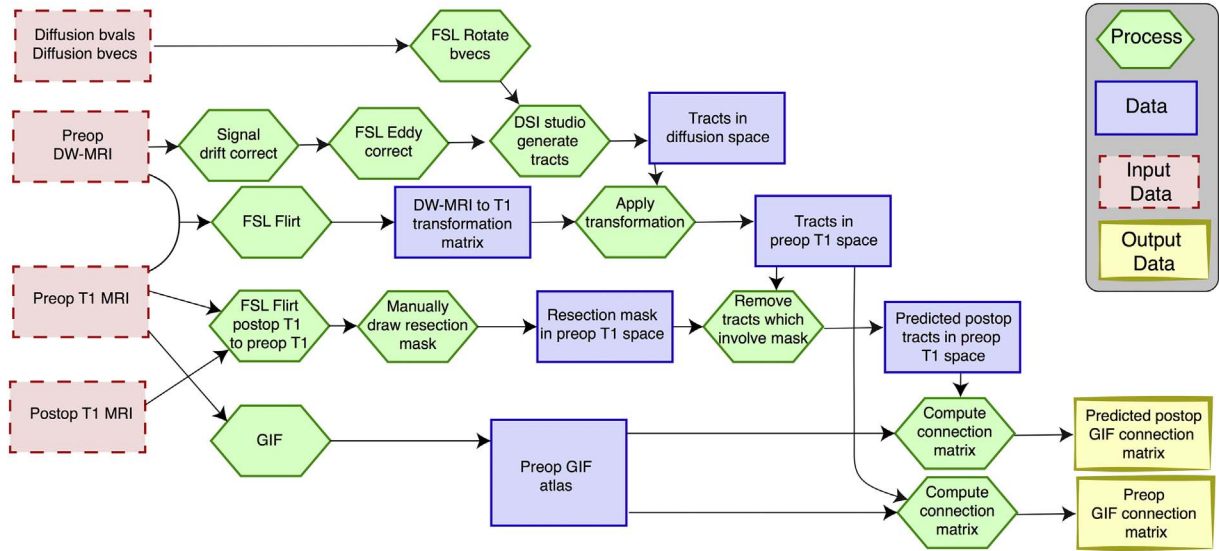 Diffusion bvals
Diffusion bvecs
FSL Rotate
bvecs
Process
Data
Input
Data
Output
Data
Preop
DW-MRI
Signal
drift correct
FSL Eddy
correct
DSI studio
generate
tracts
Tracts in
diffusion space
FSL Flirt
DW-MRI to T1
transformation
matrix
Apply
transformation
Tracts in
preop T1 space
Preop T1 MRI
FSL Flirt
postop T1
to preop T1
Manually
draw resection
mask
Resection mask
in preop T1 space
Remove
tracts which
involve mask
Predicted postop
tracts in preop
T1 space
Postop T1 MRI
GIF
Preop GIF
atlas
Compute
connection
matrix
Predicted postop
GIF connection
matrix
Compute
connection
matrix
Preop
GIF connection
matrix